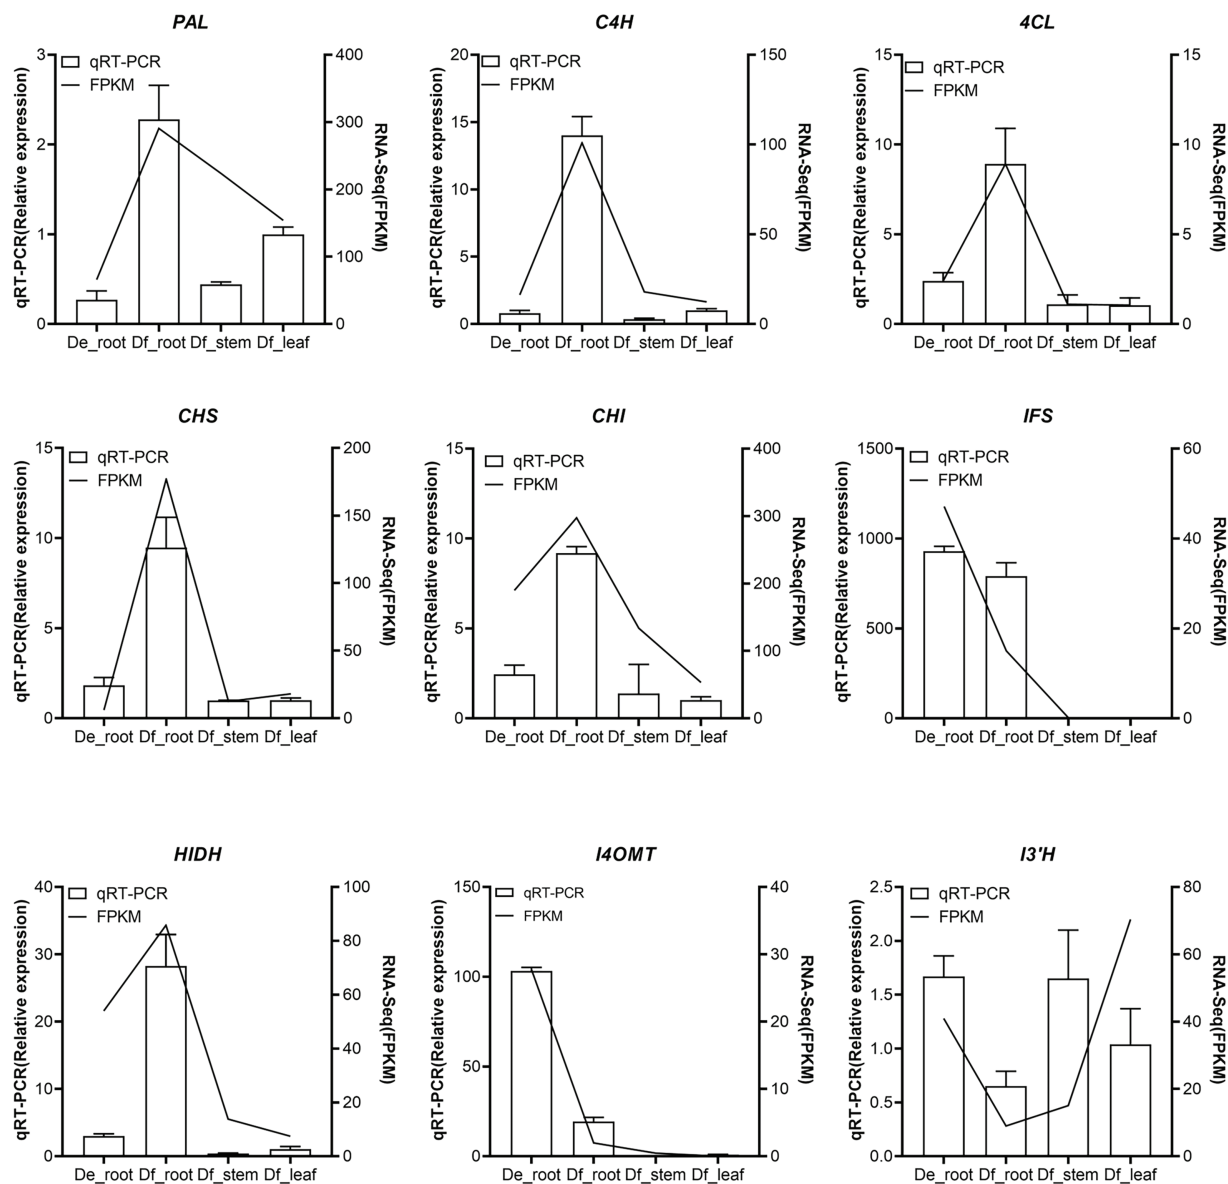 PAL
qRT-PCR(Relative expression)
3
2
1
0
qRT-PCR
FPKM
400
300
200
100
0
RNA-Seq(FPKM)
De_root Df_root Df_stem Df_leaf
C4H
qRT-PCR(Relative expression)
20
15
10
5
0
qRT-PCR
FPKM
150
100
50
0
RNA-Seq(FPKM)
De_root Df_root Df_stem Df_leaf
4CL
qRT-PCR(Relative expression)
15
10
5
0
qRT-PCR
FPKM
15
10
5
0
RNA-Seq(FPKM)
De_root Df_root Df_stem Df_leaf
CHS
qRT-PCR(Relative expression)
15
10
5
0
qRT-PCR
FPKM
200
150
100
50
0
RNA-Seq(FPKM)
De_root Df_root Df_stem Df_leaf
CHI
qRT-PCR(Relative expression)
15
10
5
0
qRT-PCR
FPKM
400
300
200
100
0
RNA-Seq(FPKM)
De_root Df_root Df_stem Df_leaf
IFS
qRT-PCR(Relative expression)
1500
1000
500
0
qRT-PCR
FPKM
60
40
20
0
RNA-Seq(FPKM)
De_root Df_root Df_stem Df_leaf
HIDH
qRT-PCR(Relative expression)
40
30
20
10
0
qRT-PCR
FPKM
100
80
60
40
20
0
RNA-Seq(FPKM)
De_root Df_root Df_stem Df_leaf
I4OMT
qRT-PCR(Relative expression)
150
100
50
0
qRT-PCR
FPKM
40
30
20
10
0
RNA-Seq(FPKM)
De_root Df_root Df_stem Df_leaf
I3'H
qRT-PCR(Relative expression)
2.5
2.0
1.5
1.0
0.5
0.0
qRT-PCR
FPKM
80
60
40
20
0
RNA-Seq(FPKM)
De_root Df_root Df_stem Df_leaf